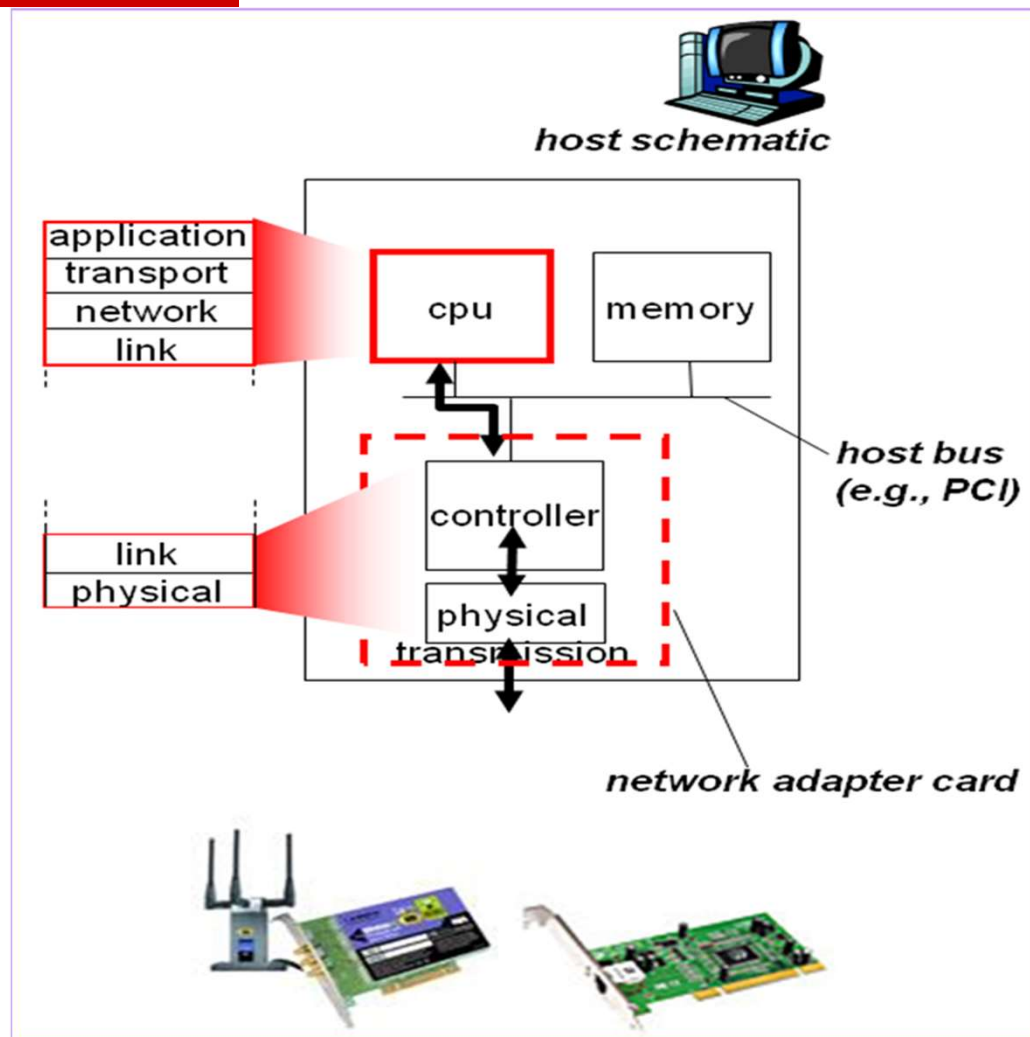 host schematic
application
transport
network
link
cpu
memory
host bus
(e.g., PCI)
controller
link
physical
physical
transmission
network adapter card